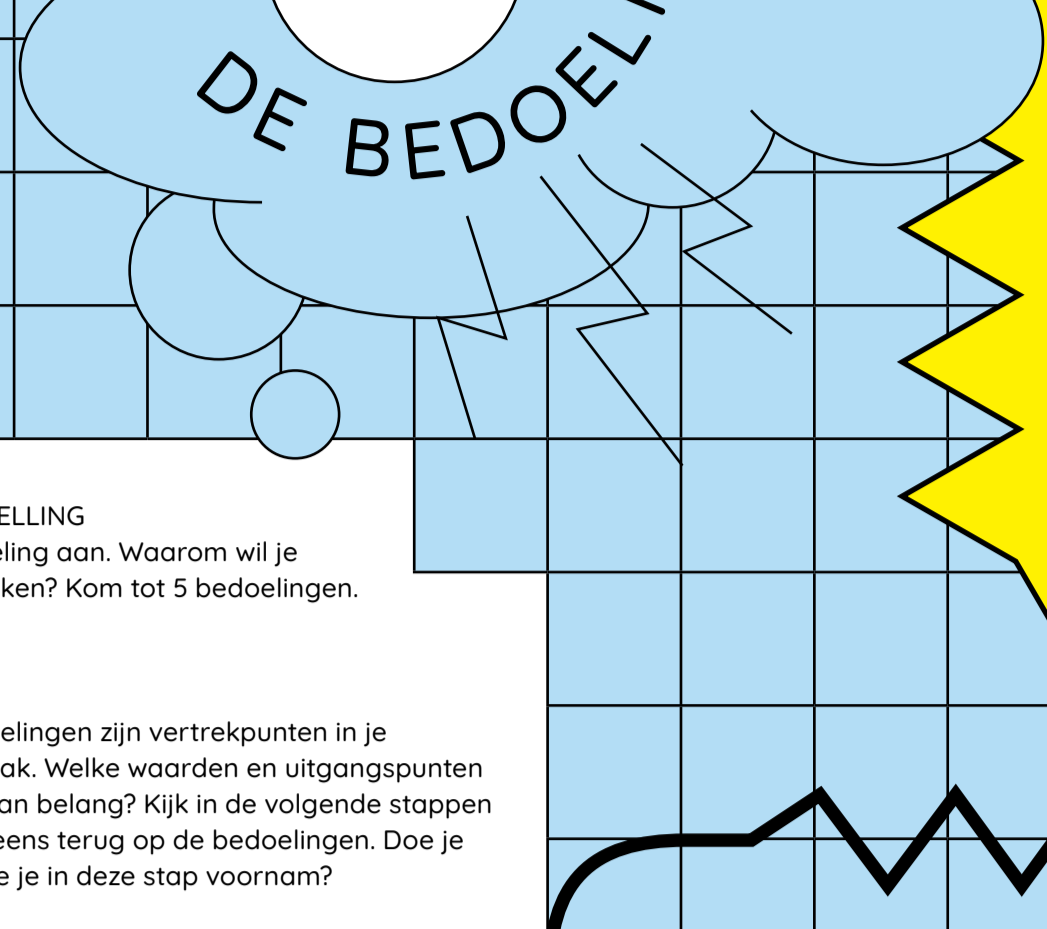 DE BEDOEL
ELLING
eling aan. Waarom wil je
ken? Kom tot 5 bedoelingen.
elingen zijn vertrekpunten in je
ak. Welke waarden en uitgangspunten
an belang? Kijk in de volgende stappen
eens terug op de bedoelingen. Doe je
e je in deze stap voornam?